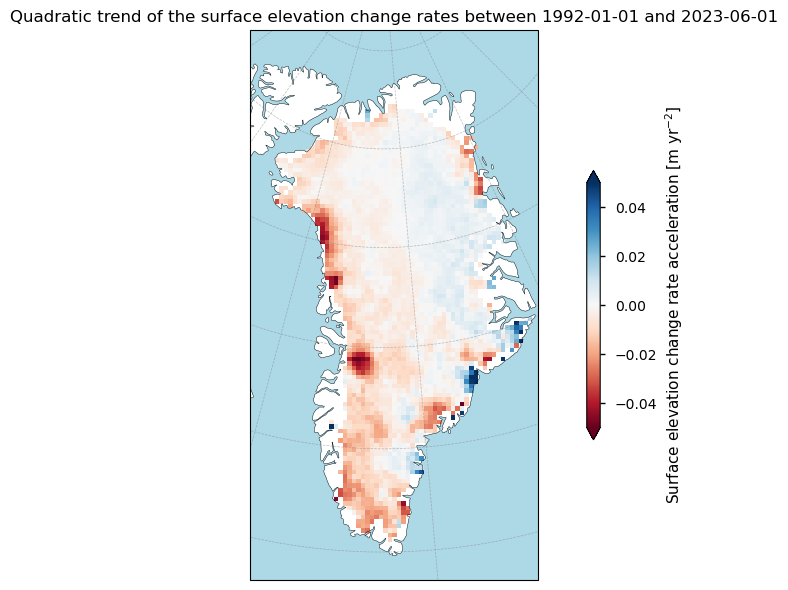 Quadratic trend of the surface elevation change rates between 1992-01-01 and 2023-06-01
0.04
0.02
0.00
−0.02
−0.04
Surface elevation change rate acceleration [m yr⁻²]